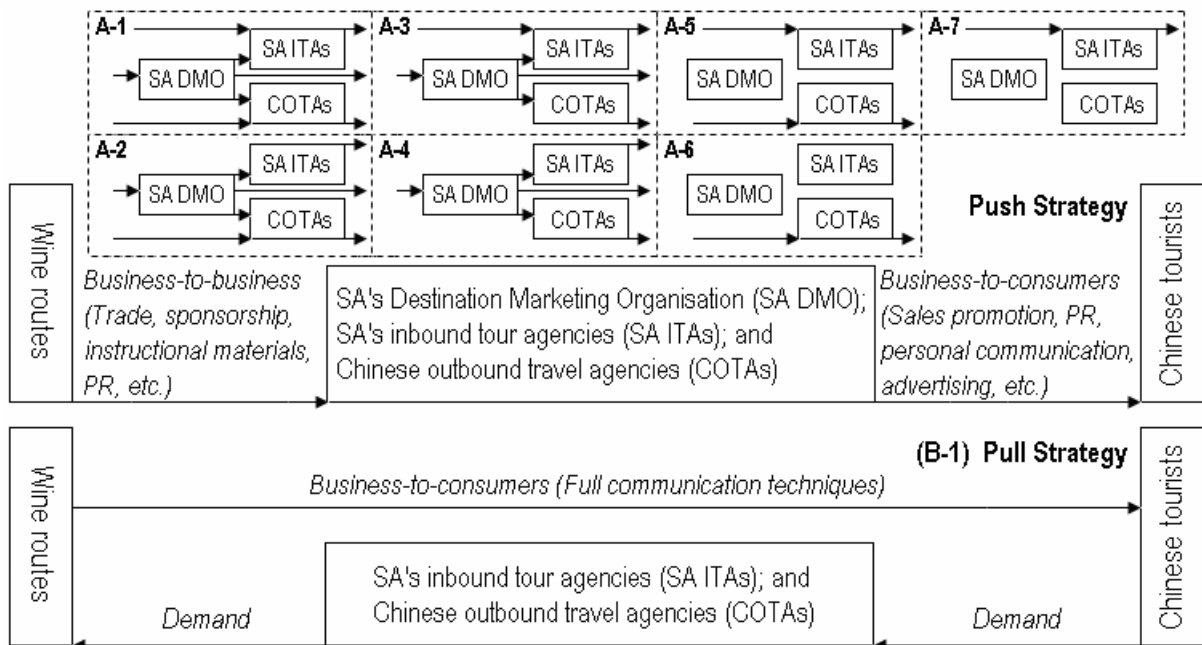 A-1
SA ITAs
SA DMO
COTAs
A-3
SA ITAs
SA DMO
COTAs
A-5
SA ITAs
SA DMO
COTAs
A-7
SA ITAs
SA DMO
COTAs
A-2
SA ITAs
SA DMO
COTAs
A-4
SA ITAs
SA DMO
COTAs
A-6
SA ITAs
SA DMO
COTAs
Push Strategy
Wine routes
Business-to-business
(Trade, sponsorship,
instructional materials,
PR, etc.)
SA's Destination Marketing Organisation (SA DMO);
SA's inbound tour agencies (SA ITAs); and
Chinese outbound travel agencies (COTAs)
Business-to-consumers
(Sales promotion, PR,
personal communication,
advertising, etc.)
Chinese tourists
(B-1) Pull Strategy
Wine routes
Business-to-consumers (Full communication techniques)
SA's inbound tour agencies (SA ITAs); and
Chinese outbound travel agencies (COTAs)
Demand
Demand
Chinese tourists